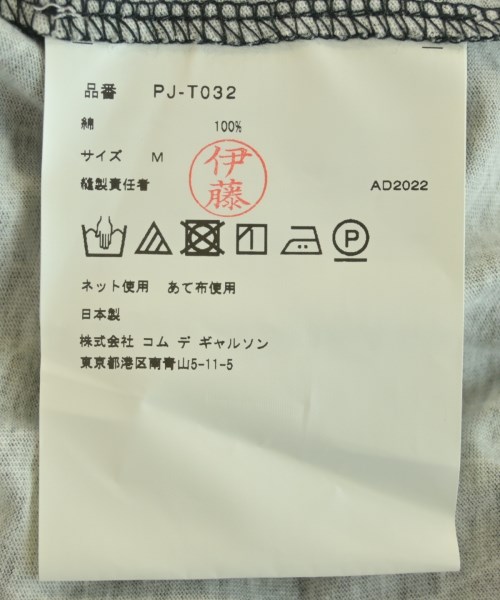 品番 PJ-T032
綿 100%
サイズ M
伊藤
縫製責任者 AD2022
P
ネット使用 あて布使用
日本製
株式会社 コム デ ギャルソン
東京都港区南青山5-11-5